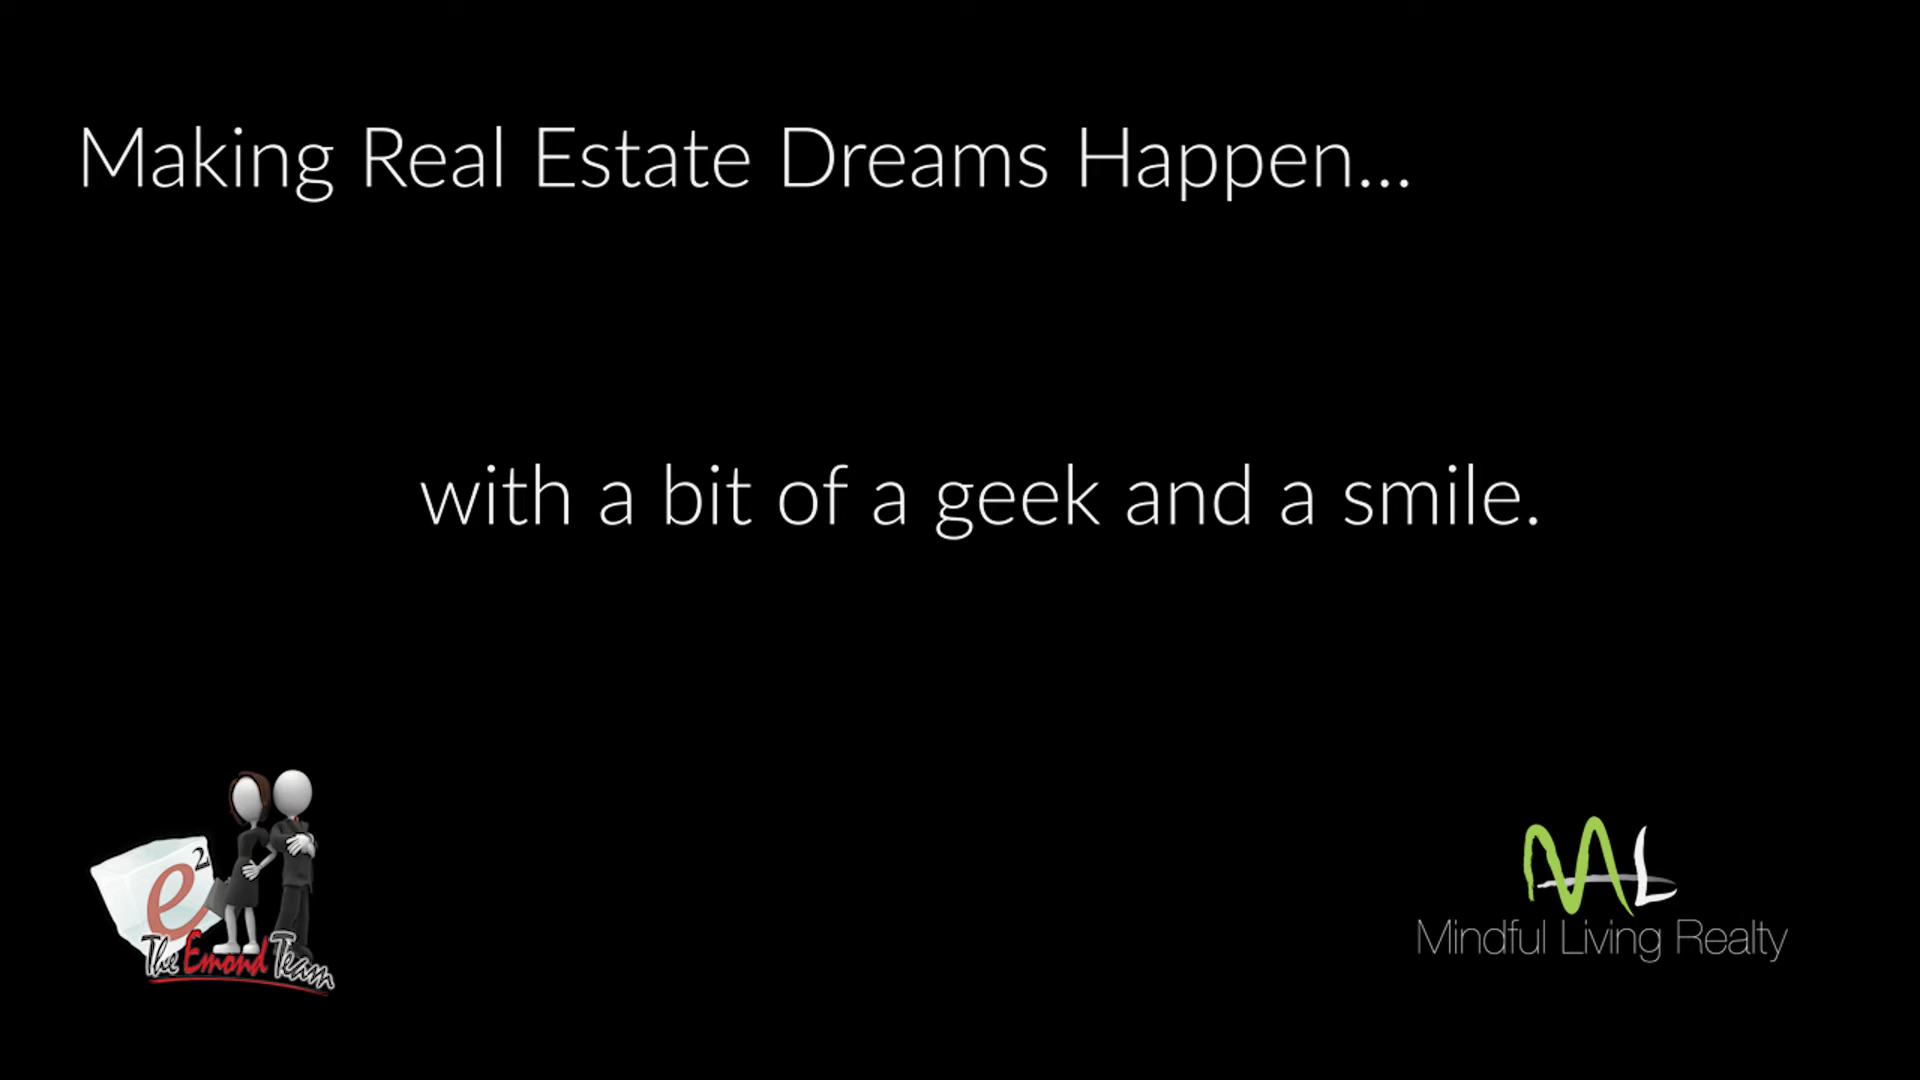 Making Real Estate Dreams Happen...
with a bit of a geek and a smile.
e2
The Emond Team
ML
Mindful Living Realty